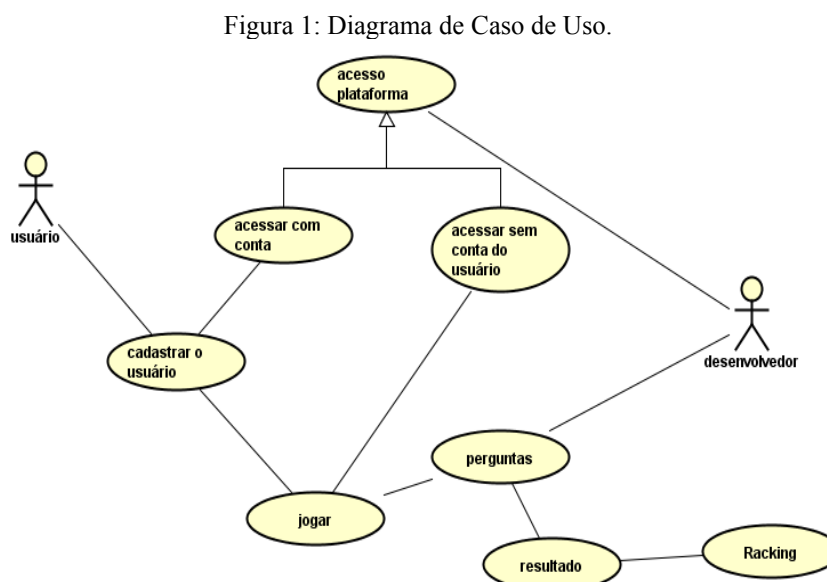 Figura 1: Diagrama de Caso de Uso.
acesso
plataforma
usuário
acessar com
conta
acessar sem
conta do
usuário
desenvolvedor
cadastrar o
usuário
perguntas
jogar
resultado
Racking